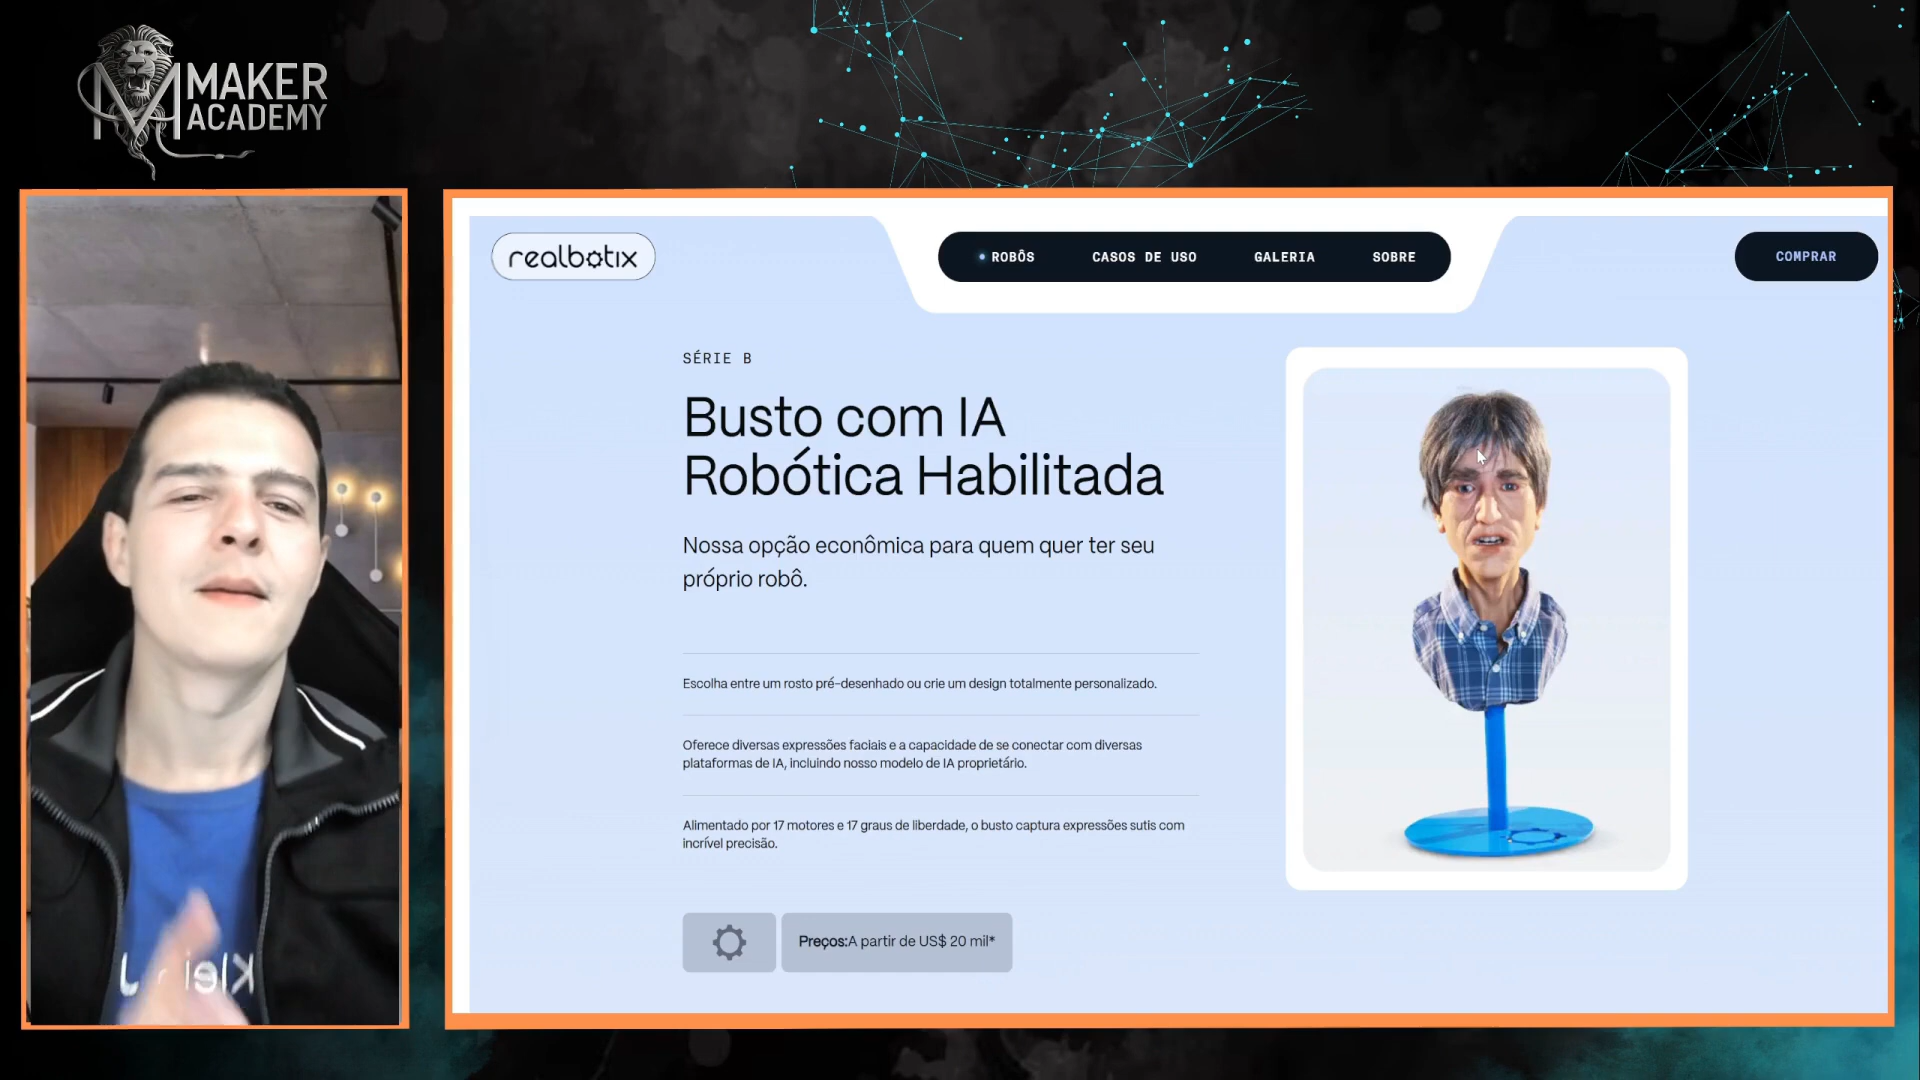 MAKER
ACADEMY
realbotix
ROBÔS
CASOS DE USO
GALERIA
SOBRE
COMPRAR
SÉRIE B
Busto com IA
Robótica Habilitada
Nossa opção econômica para quem quer ter seu
próprio robô.
Escolha entre um rosto pré-desenhado ou crie um design totalmente personalizado.
Oferece diversas expressões faciais e a capacidade de se conectar com diversas
plataformas de IA, incluindo nosso modelo de IA proprietário.
Alimentado por 17 motores e 17 graus de liberdade, o busto captura expressões sutis com
incrível precisão.
Preços:A partir de US$ 20 mil*